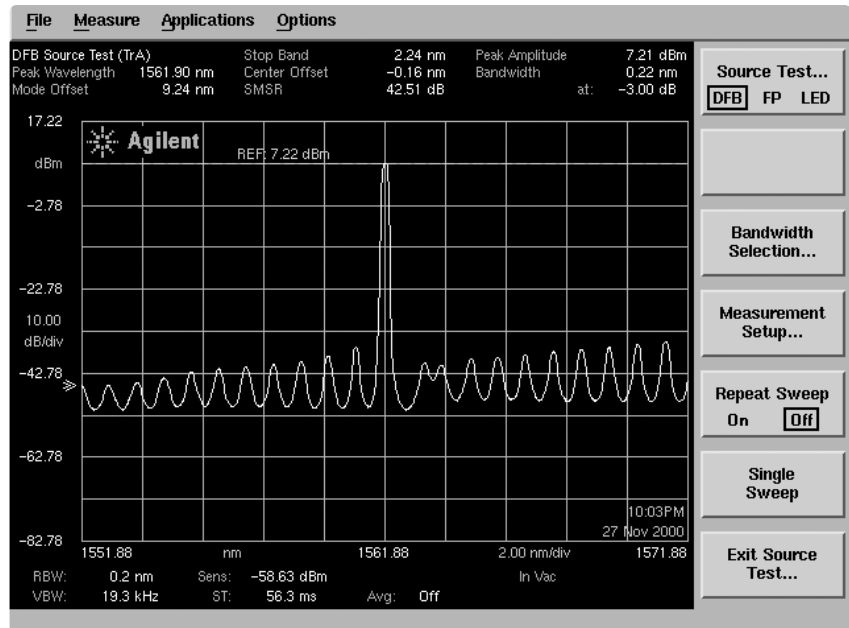 File Measure Applications Options
DFB Source Test (TrA) Stop Band 2.24 nm Peak Amplitude 7.21 dBm
Peak Wavelength 1561.90 nm Center Offset -0.16 nm Bandwidth 0.22 nm
Mode Offset 9.24 nm SMSR 42.51 dB at: -3.00 dB
17.22
Agilent
REF: 7.22 dBm
dBm
-2.78
-22.78
10.00
dB/div
-42.78
-62.78
10:03PM
27 Nov 2000
-82.78
1551.88 nm 1561.88 2.00 nm/div 1571.88
RBW: 0.2 nm Sens: -58.63 dBm In Vac
VBW: 19.3 kHz ST: 56.3 ms Avg: Off
Source Test...
DFB FP LED
Bandwidth
Selection...
Measurement
Setup...
Repeat Sweep
On Off
Single
Sweep
Exit Source
Test...